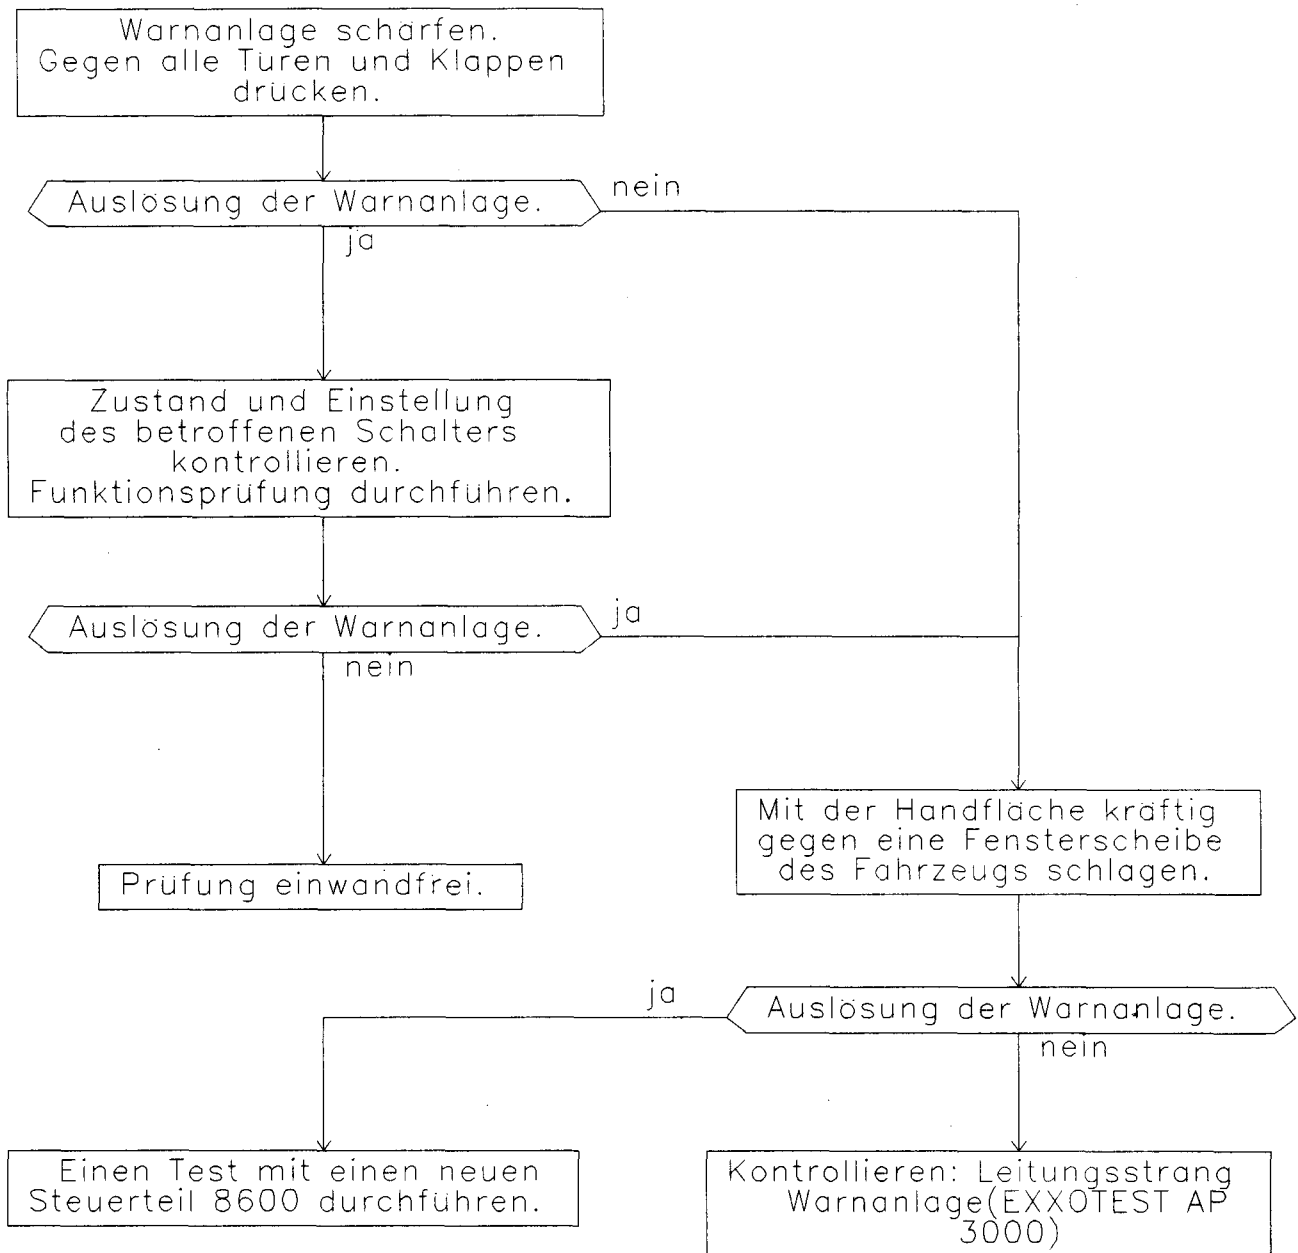 Warnanlage schärfen.
Gegen alle Türen und Klappen
drücken.
nein
Auslösung der Warnanlage.
ja
Zustand und Einstellung
des betroffenen Schalters
kontrollieren.
Funktionsprüfung durchführen.
ja
Auslösung der Warnanlage.
nein
Mit der Handfläche kräftig
gegen eine Fensterscheibe
des Fahrzeugs schlagen.
Prüfung einwandfrei.
ja
Auslösung der Warnanlage.
nein
Einen Test mit einen neuen
Steuerteil 8600 durchführen.
Kontrollieren: Leitungsstrang
Warnanlage(EXXOTEST AP
3000)